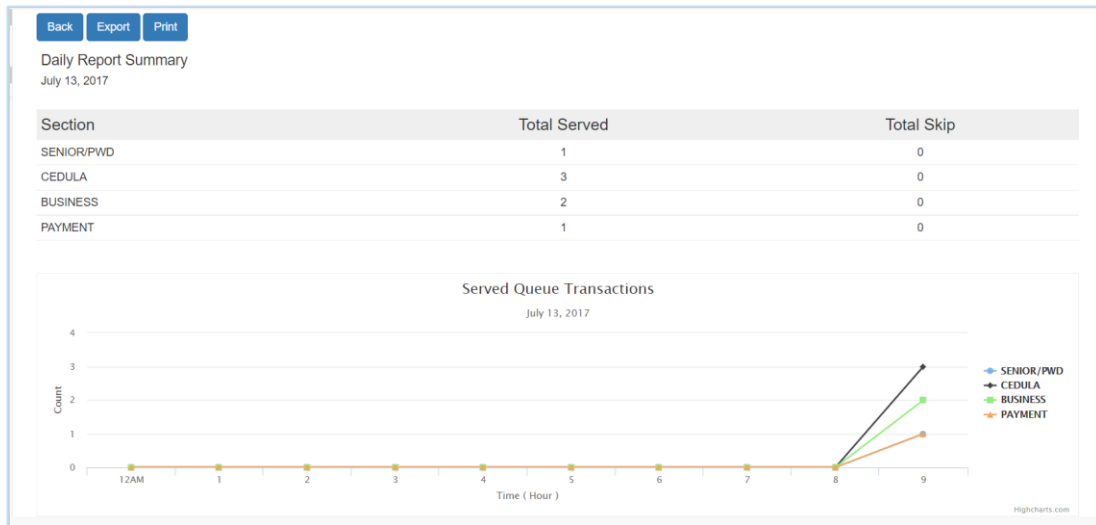 Back Export Print
Daily Report Summary
July 13, 2017
Section Total Served Total Skip
SENIOR/PWD 1 0
CEDULA 3 0
BUSINESS 2 0
PAYMENT 1 0
Served Queue Transactions
July 13, 2017
4
3
2
1
0
Count
12AM 1 2 3 4 5 6 7 8 9
Time ( Hour )
SENIOR/PWD
CEDULA
BUSINESS
PAYMENT
Highcharts.com